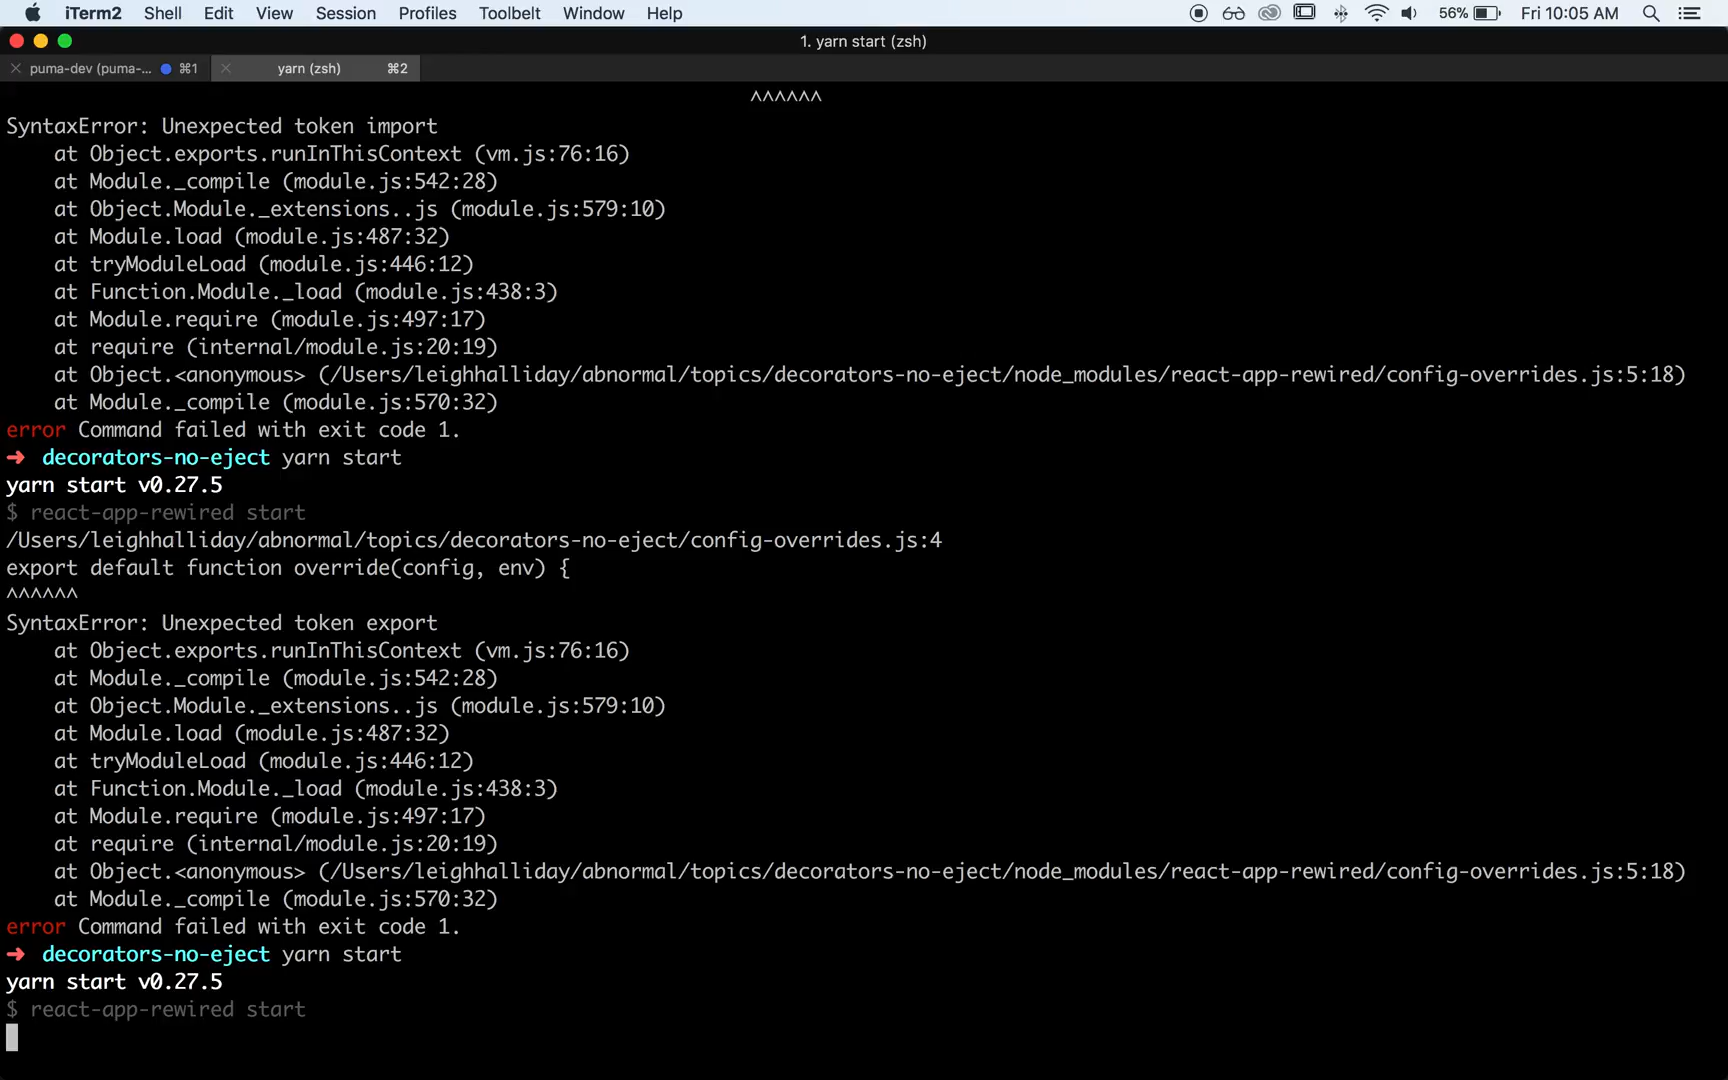 iTerm2 Shell Edit View Session Profiles Toolbelt Window Help 56% Fri 10:05 AM
1. yarn start (zsh)
puma-dev (puma-... ⌘1 yarn (zsh) ⌘2
^^^^^^
SyntaxError: Unexpected token import
at Object.exports.runInThisContext (vm.js:76:16)
at Module._compile (module.js:542:28)
at Object.Module._extensions..js (module.js:579:10)
at Module.load (module.js:487:32)
at tryModuleLoad (module.js:446:12)
at Function.Module._load (module.js:438:3)
at Module.require (module.js:497:17)
at require (internal/module.js:20:19)
at Object.<anonymous> (/Users/leighhalliday/abnormal/topics/decorators-no-eject/node_modules/react-app-rewired/config-overrides.js:5:18)
at Module._compile (module.js:570:32)
error Command failed with exit code 1.
➜ decorators-no-eject yarn start
yarn start v0.27.5
$ react-app-rewired start
/Users/leighhalliday/abnormal/topics/decorators-no-eject/config-overrides.js:4
export default function override(config, env) {
^^^^^^
SyntaxError: Unexpected token export
at Object.exports.runInThisContext (vm.js:76:16)
at Module._compile (module.js:542:28)
at Object.Module._extensions..js (module.js:579:10)
at Module.load (module.js:487:32)
at tryModuleLoad (module.js:446:12)
at Function.Module._load (module.js:438:3)
at Module.require (module.js:497:17)
at require (internal/module.js:20:19)
at Object.<anonymous> (/Users/leighhalliday/abnormal/topics/decorators-no-eject/node_modules/react-app-rewired/config-overrides.js:5:18)
at Module._compile (module.js:570:32)
error Command failed with exit code 1.
➜ decorators-no-eject yarn start
yarn start v0.27.5
$ react-app-rewired start